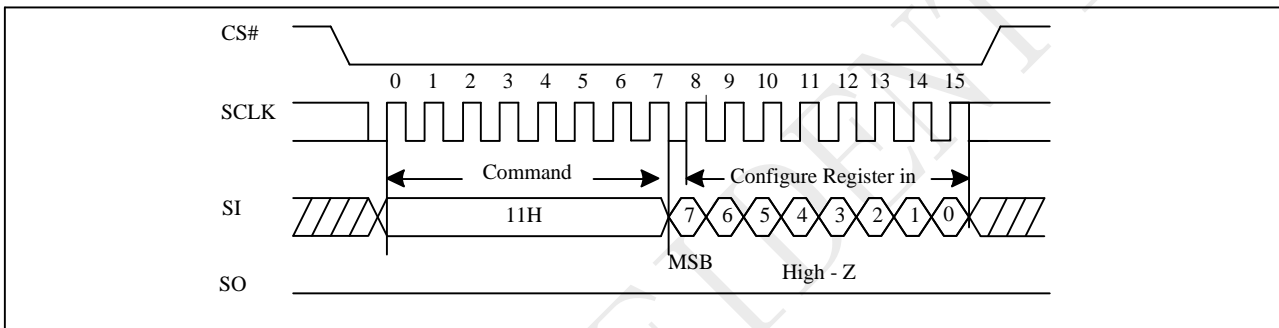 CS#
0 1 2 3 4 5 6 7 8 9 10 11 12 13 14 15
SCLK
Command
Configure Register in
SI
11H
7 6 5 4 3 2 1 0
MSB
High - Z
SO